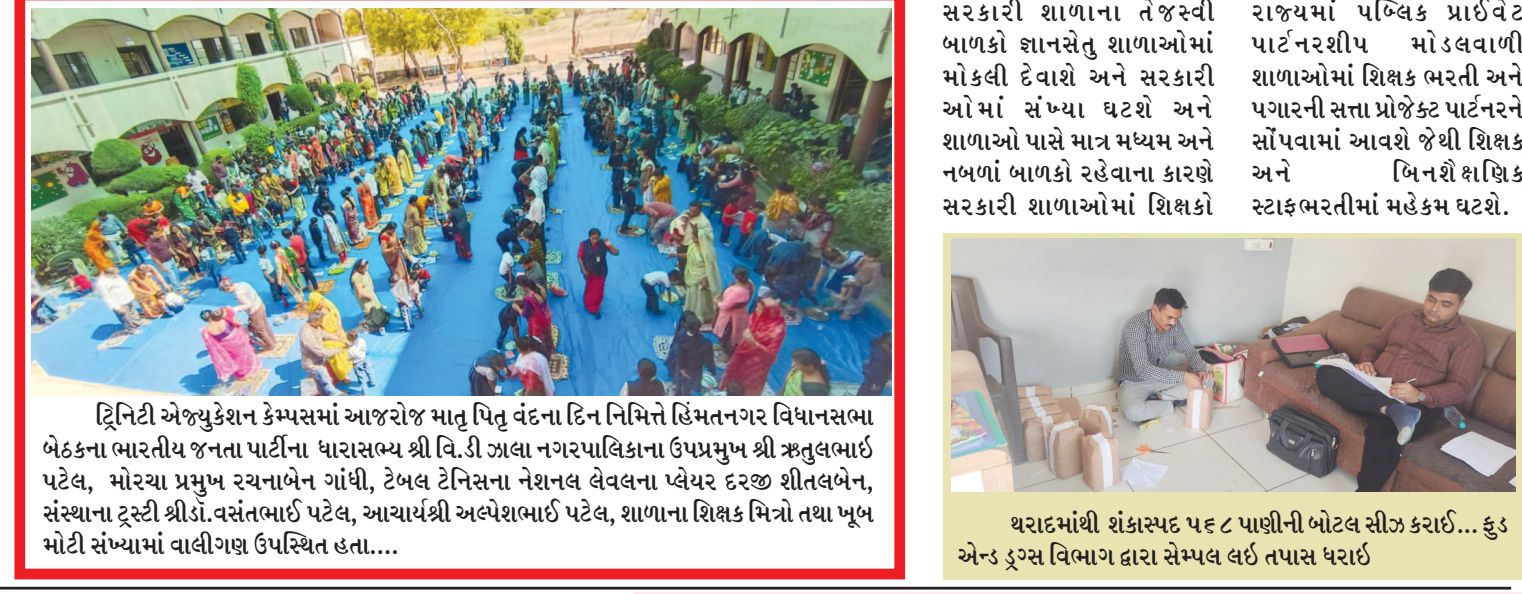 ટ્રિનિટી એજ્યુકેશન કેમ્પસમાં આજરોજ માતૃ પિતૃ વંદના દિન નિમિત્તે હિંમતનગર વિધાનસભા
બેઠકના ભારતીય જનતા પાર્ટીના ધારાસભ્ય શ્રી વિ.ડી ઝાલા નગરપાલિકાના ઉપપ્રમુખ શ્રી ઋતુલભાઇ
પટેલ, મોરચા પ્રમુખ રચનાબેન ગાંધી, ટેબલ ટેનિસના નેશનલ લેવલના પ્લેયર દરજી શીતલબેન,
સંસ્થાના ટ્રસ્ટી શ્રીડૉ.વસંતભાઈ પટેલ, આચાર્યશ્રી અલ્પેશભાઈ પટેલ, શાળાના શિક્ષક મિત્રો તથા ખૂબ
મોટી સંખ્યામાં વાલીગણ ઉપસ્થિત હતા....
સરકારી શાળાના તેજસ્વી
બાળકો જ્ઞાનસેતુ શાળાઓમાં
મોકલી દેવાશે અને સરકારી
ઓમાં સંખ્યા ઘટશે અને
શાળાઓ પાસે માત્ર મધ્યમ અને
નબળાં બાળકો રહેવાના કારણે
સરકારી શાળાઓમાં શિક્ષકો
રાજ્યમાં પબ્લિક પ્રાઈવેટ
પાર્ટનરશીપ મોડલવાળી
શાળાઓમાં શિક્ષક ભરતી અને
પગારની સત્તા પ્રોજેક્ટ પાર્ટનરને
સોંપવામાં આવશે જેથી શિક્ષક
અને બિનશૈક્ષણિક
સ્ટાફભરતીમાં મહેકમ ઘટશે.
થરાદમાંથી શંકાસ્પદ ૫૬૮ પાણીની બોટલ સીઝ કરાઈ... ફુડ
એન્ડ ડ્રગ્સ વિભાગ દ્વારા સેમ્પલ લઇ તપાસ ધરાઇ